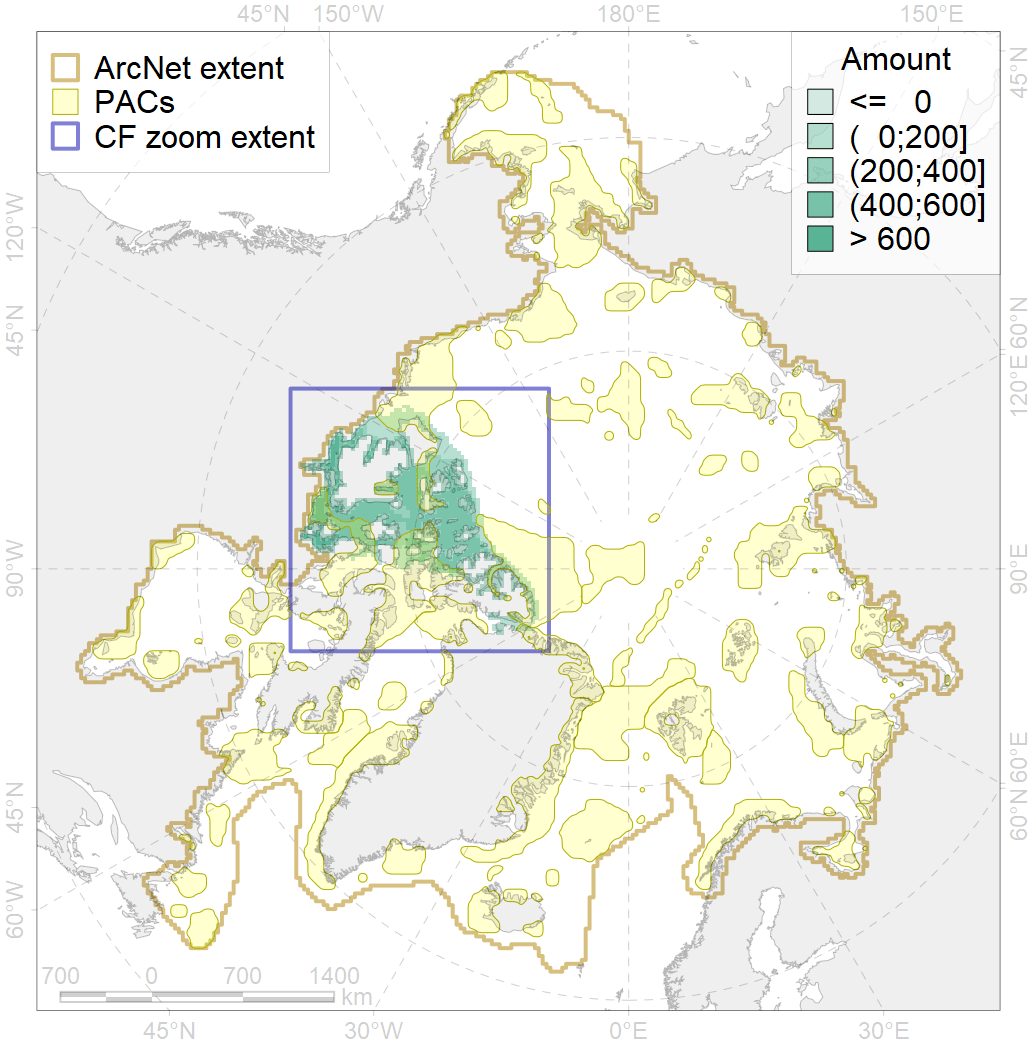 45°N 150°W 180°E 150°E
ArcNet extent
PACs
CF zoom extent
Amount
<= 0
( 0;200]
(200;400]
(400;600]
> 600
45°N
120°W
45°N
60°N
120°E
90°W
90°E
45°N
60°E
60°N
60°W
700 0 700 1400
km
45°N 30°W 0°E 30°E